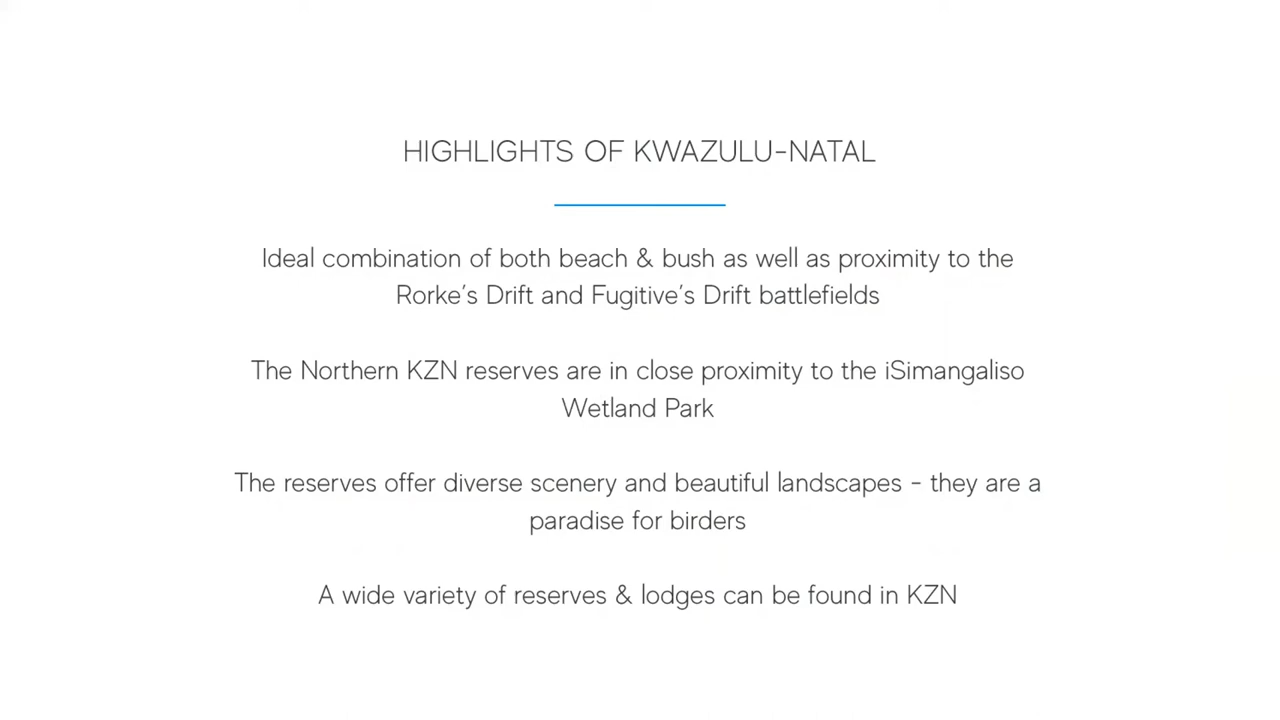 HIGHLIGHTS OF KWAZULU-NATAL
Ideal combination of both beach & bush as well as proximity to the
Rorke's Drift and Fugitive's Drift battlefields
The Northern KZN reserves are in close proximity to the iSimangaliso
Wetland Park
The reserves offer diverse scenery and beautiful landscapes - they are a
paradise for birders
A wide variety of reserves & lodges can be found in KZN